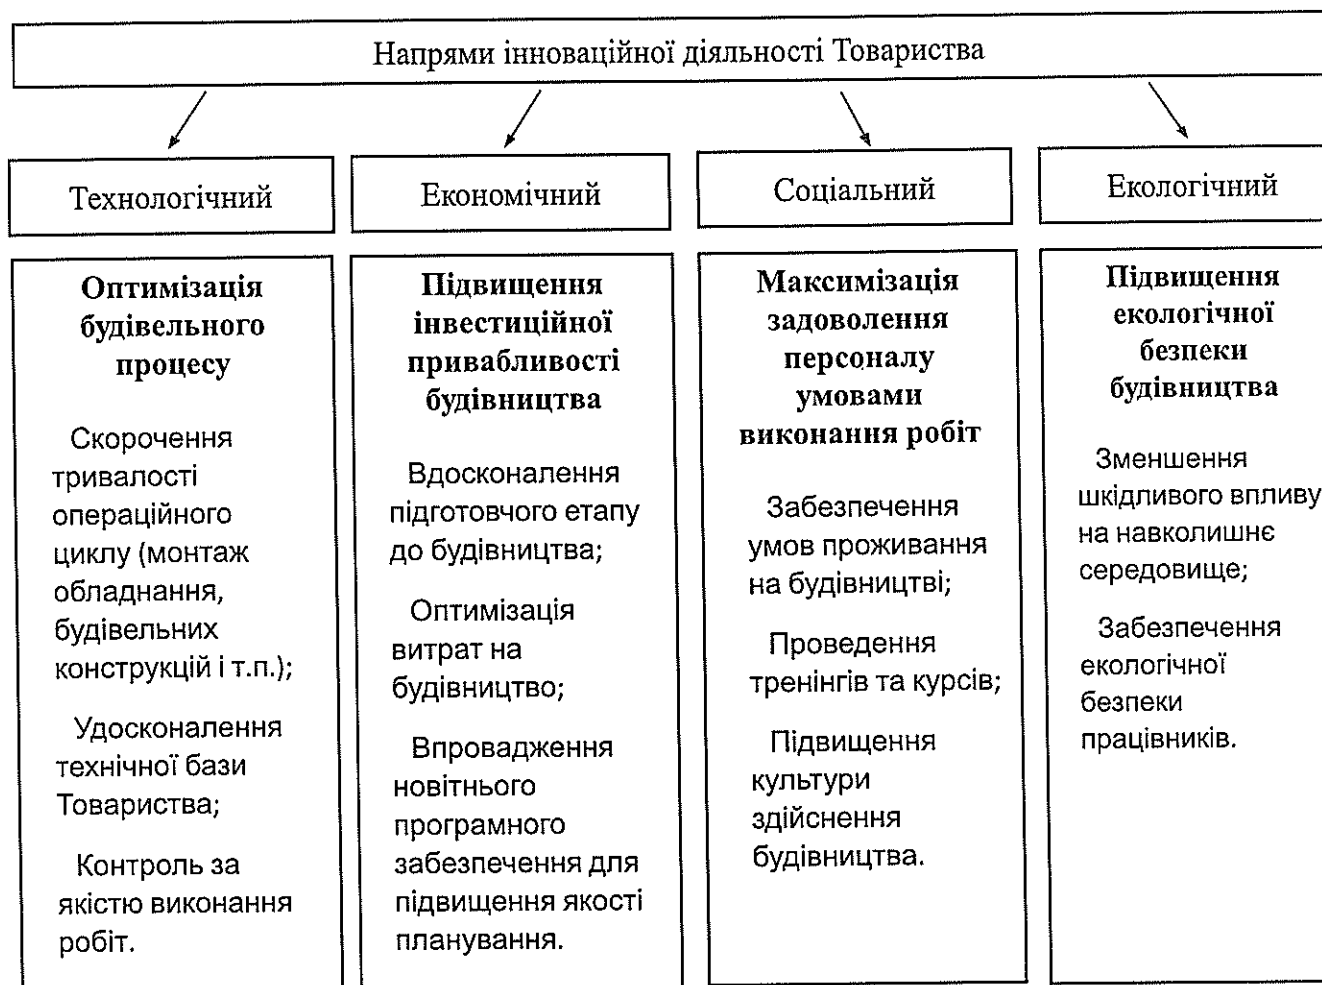 Напрями інноваційної діяльності Товариства
Технологічний
Економічний
Соціальний
Екологічний
Оптимізація
будівельного
процесу
Скорочення
тривалості
операційного
циклу (монтаж
обладнання,
будівельних
конструкцій і т.п.);
Удосконалення
технічної бази
Товариства;
Контроль за
якістю виконання
робіт.
Підвищення
інвестиційної
привабливості
будівництва
Вдосконалення
підготовчого етапу
до будівництва;
Оптимізація
витрат на
будівництво;
Впровадження
новітнього
програмного
забезпечення для
підвищення якості
планування.
Максимізація
задоволення
персоналу
умовами
виконання робіт
Забезпечення
умов проживання
на будівництві;
Проведення
тренінгів та курсів;
Підвищення
культури
здійснення
будівництва.
Підвищення
екологічної
безпеки
будівництва
Зменшення
шкідливого впливу
на навколишнє
середовище;
Забезпечення
екологічної
безпеки
працівників.